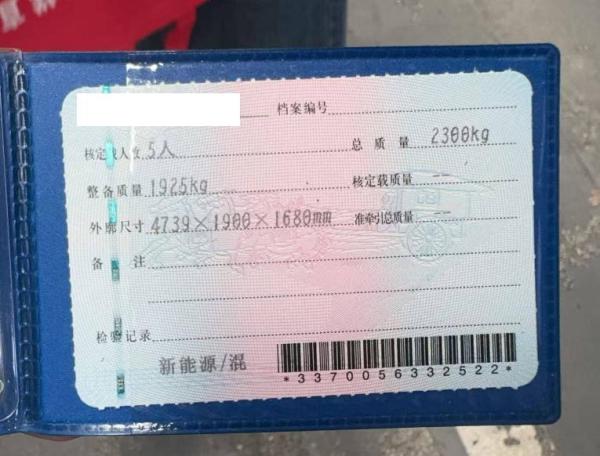 档案编号
核定载人数 5人 总质量 2300kg
整备质量 1925kg 核定载质量 --
外廓尺寸 4739×1900×1680mm 准牵引总质量 --
备注
检验记录
新能源/混
*3370056332522*